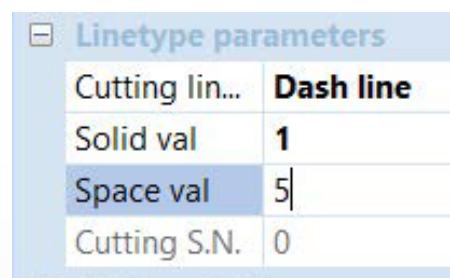 Linetype parameters
Cutting lin... Dash line
Solid val 1
Space val 5
Cutting S.N. 0